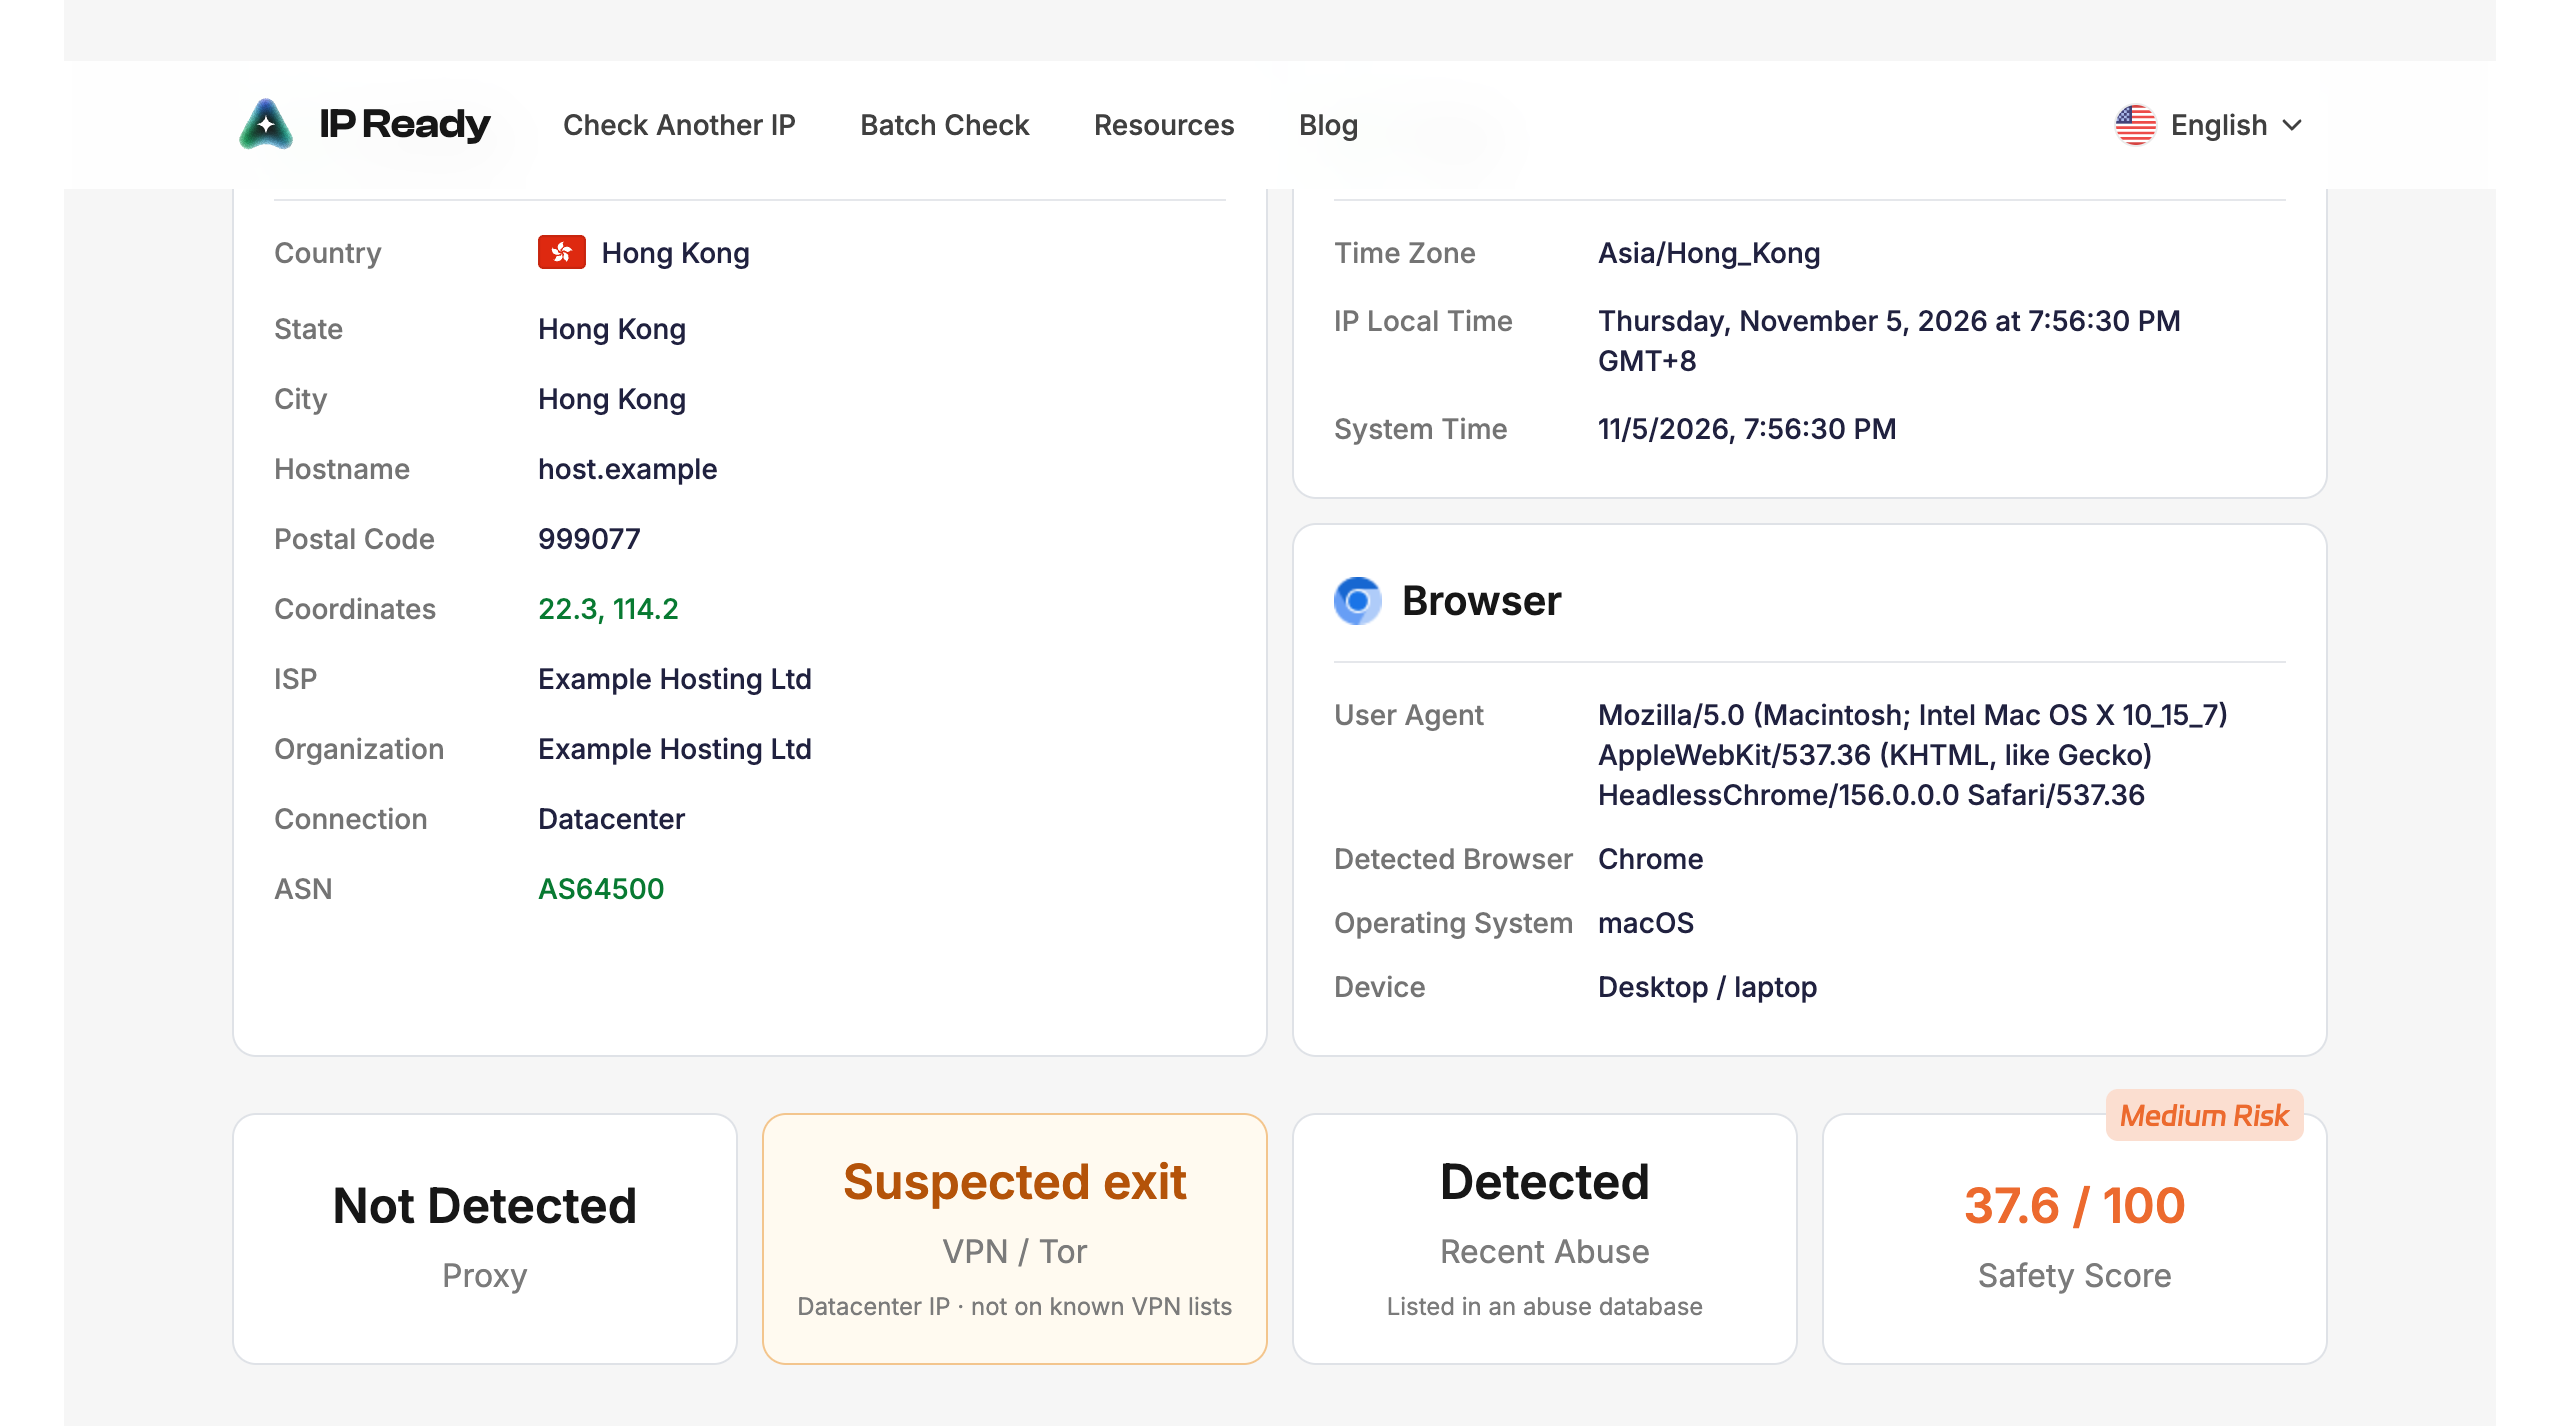 IP Ready
Check Another IP
Batch Check
Resources
Blog
English
Country
Hong Kong
State
Hong Kong
City
Hong Kong
Hostname
host.example
Postal Code
999077
Coordinates
22.3, 114.2
ISP
Example Hosting Ltd
Organization
Example Hosting Ltd
Connection
Datacenter
ASN
AS64500
Time Zone
Asia/Hong_Kong
IP Local Time
Thursday, November 5, 2026 at 7:56:30 PM
GMT+8
System Time
11/5/2026, 7:56:30 PM
Browser
User Agent
Mozilla/5.0 (Macintosh; Intel Mac OS X 10_15_7)
AppleWebKit/537.36 (KHTML, like Gecko)
HeadlessChrome/156.0.0.0 Safari/537.36
Detected Browser
Chrome
Operating System
macOS
Device
Desktop / laptop
Not Detected
Proxy
Suspected exit
VPN / Tor
Datacenter IP · not on known VPN lists
Detected
Recent Abuse
Listed in an abuse database
Medium Risk
37.6 / 100
Safety Score